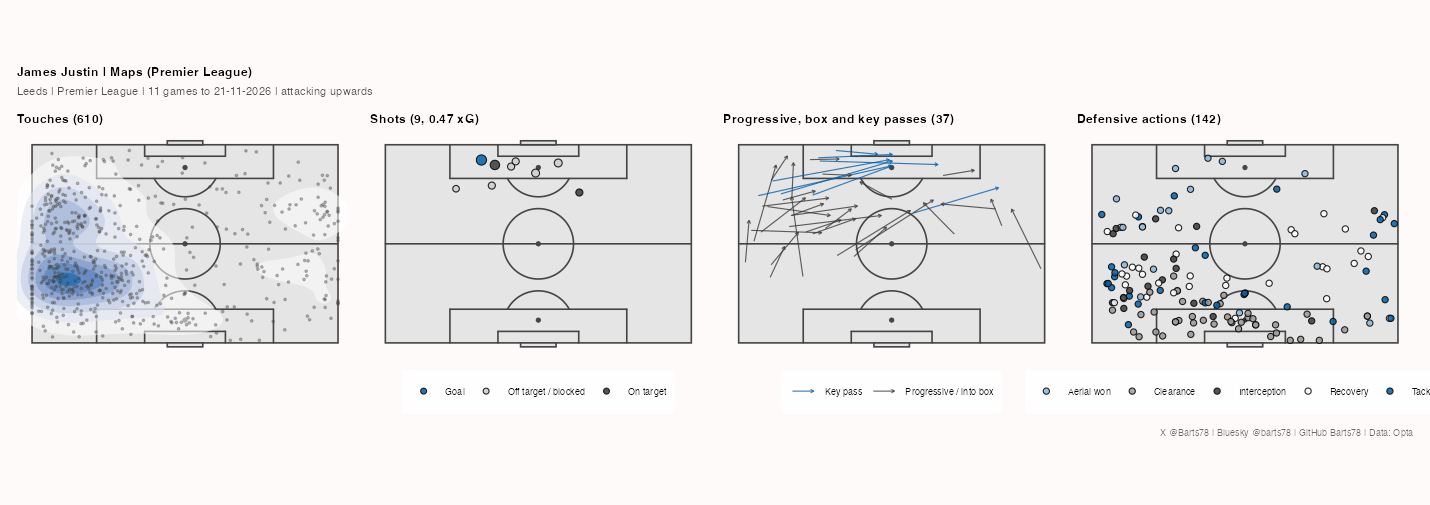 James Justin | Maps (Premier League)
Leeds | Premier League | 11 games to 21-11-2026 | attacking upwards
Touches (610)
Shots (9, 0.47 xG)
Progressive, box and key passes (37)
Defensive actions (142)
Goal
Off target / blocked
On target
Key pass
Progressive / into box
Aerial won
Clearance
Interception
Recovery
Tack
X @Barts78 | Bluesky @barts78 | GitHub Barts78 | Data: Opta